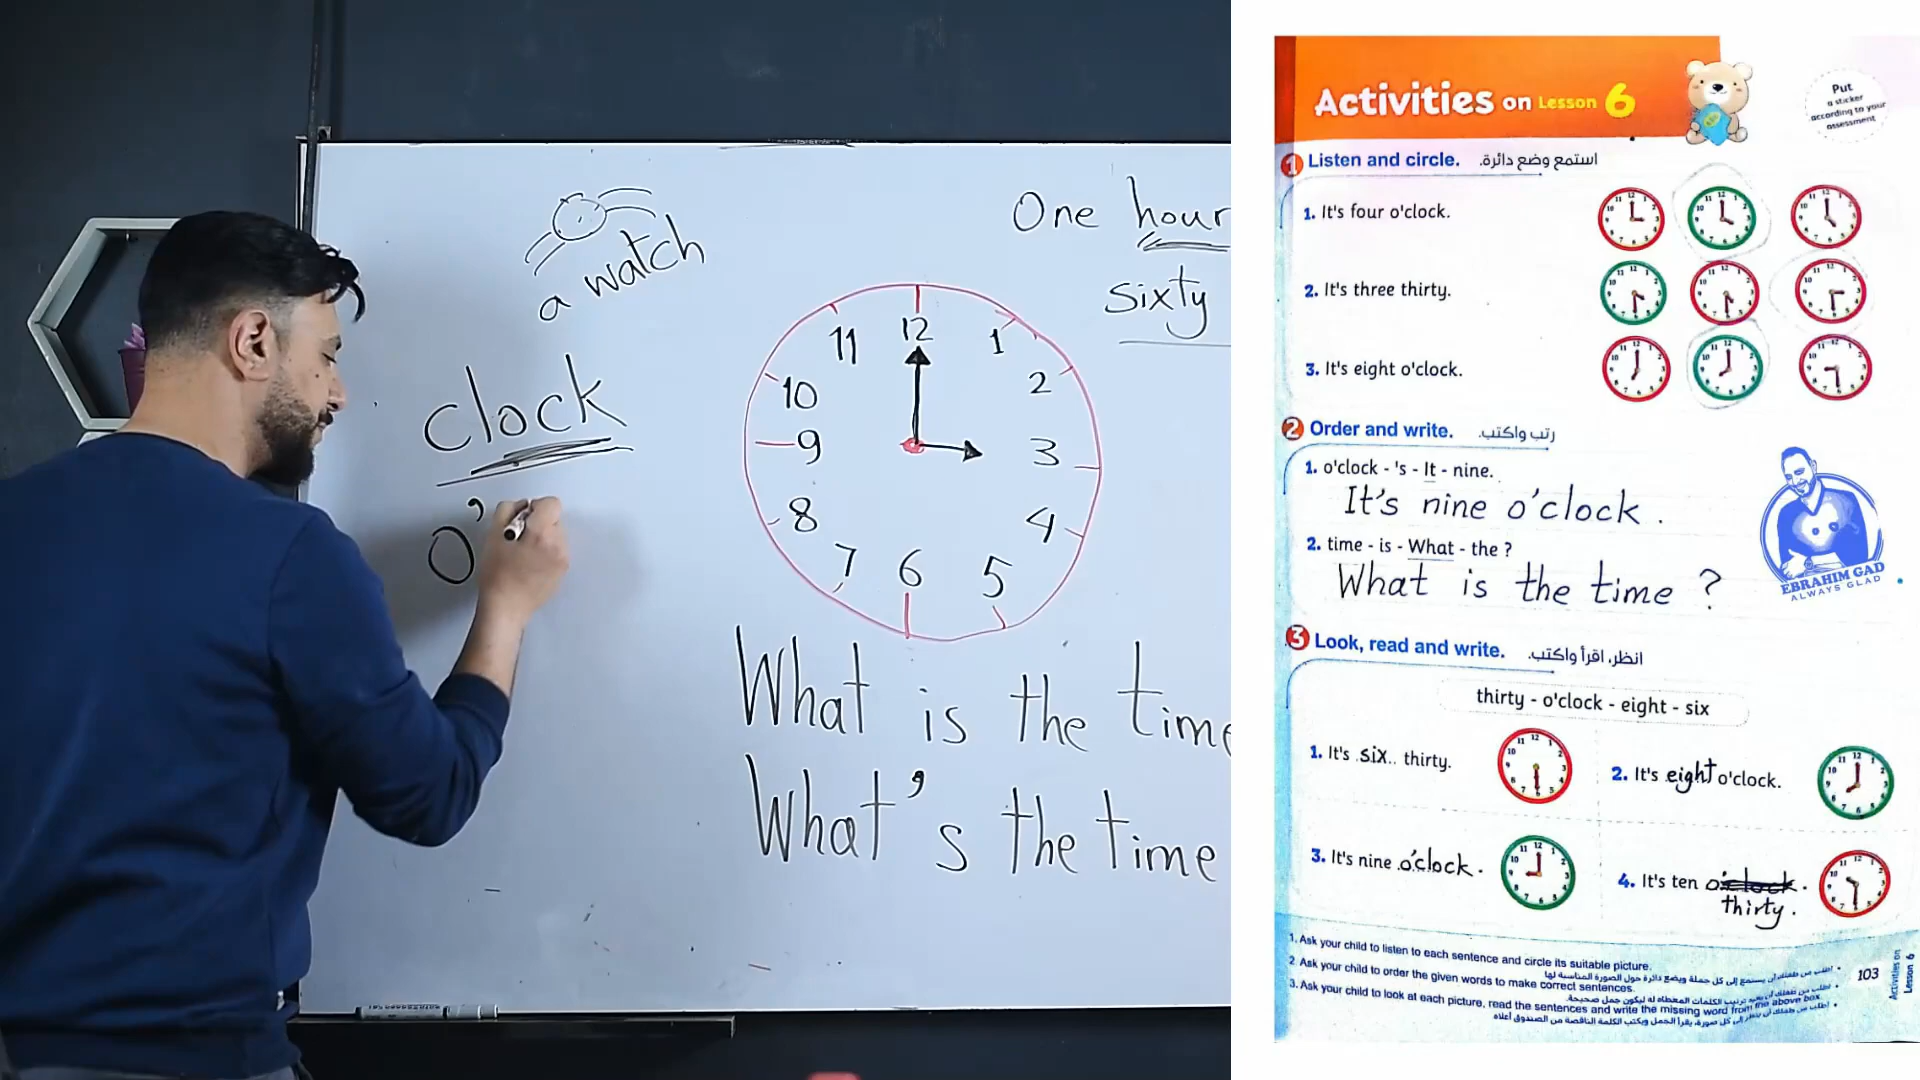 a watch
One hour
sixty
clock
o'
12
11
1
10
2
9
3
8
4
7
6
5
What is the time
What's the time
Activities on Lesson 6
Put
a sticker
according to your
assessment
1 Listen and circle. استمع وضع دائرة.
1. It's four o'clock.
2. It's three thirty.
3. It's eight o'clock.
2 Order and write. رتب واكتب.
1. o'clock - 's - It - nine.
It's nine o'clock.
2. time - is - What - the ?
What is the time ?
EBRAHIM GAD
ALWAYS GLAD
3 Look, read and write. انظر، اقرأ واكتب.
thirty - o'clock - eight - six
1. It's six thirty.
2. It's eight o'clock.
3. It's nine o'clock.
4. It's ten o'clock.
thirty.
1. Ask your child to listen to each sentence and circle its suitable picture.
2. Ask your child to order the given words to make correct sentences.
3. Ask your child to look at each picture, read the sentences and write the missing word from the above box.
103
Activities on
Lesson 6